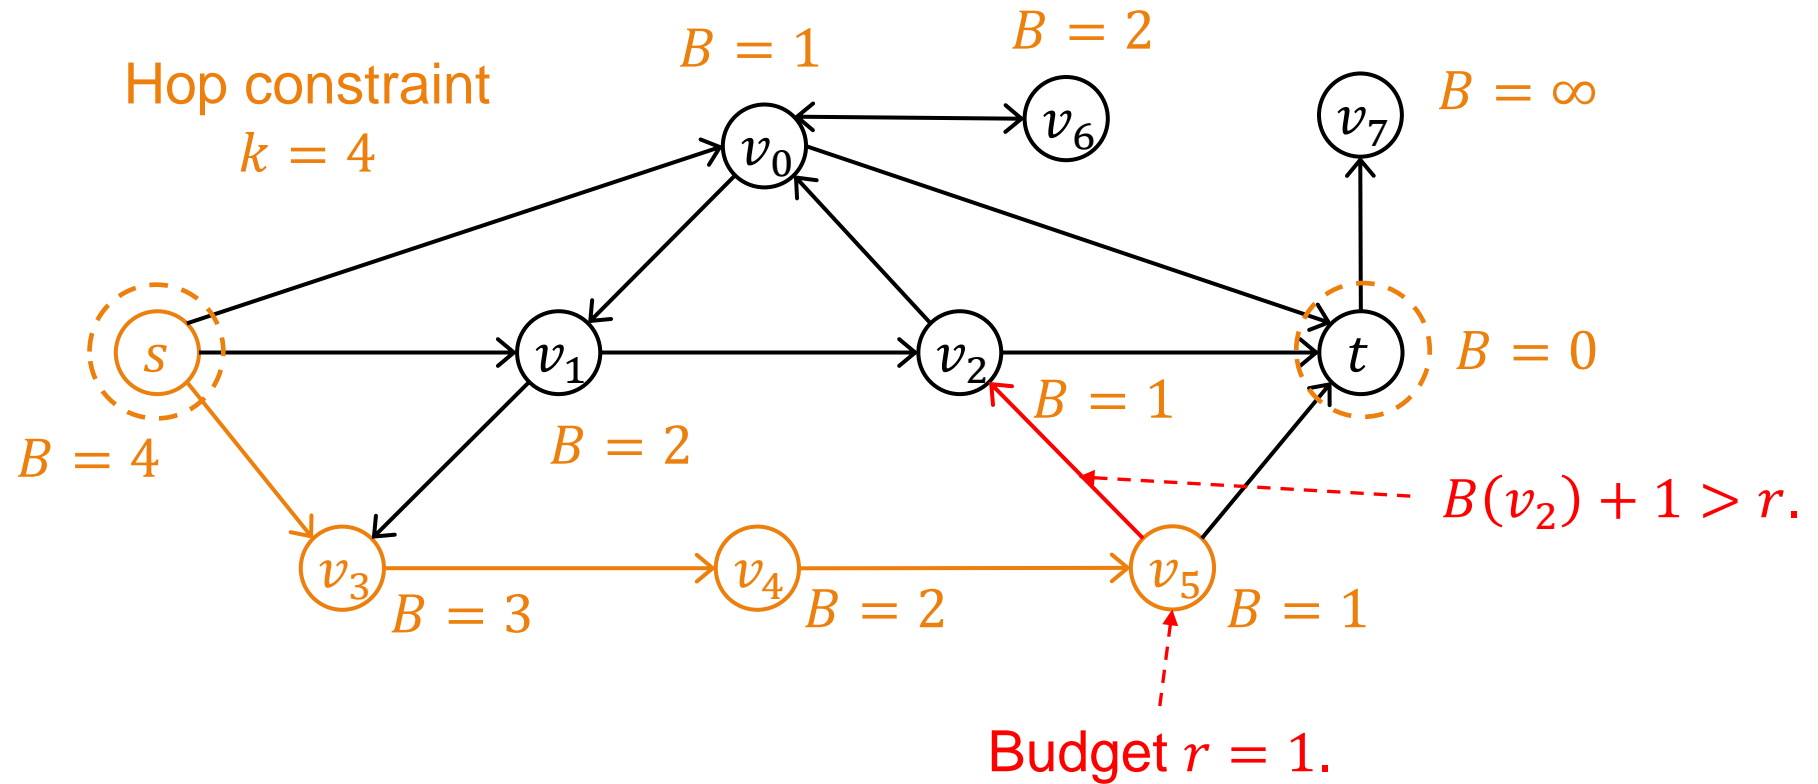 B = 1
B = 2
Hop constraint
k = 4
B = ∞
v₀
v₆
v₇
s
v₁
v₂
t
B = 0
B = 4
B = 2
B = 1
B(v₂) + 1 > r.
v₃
v₄
v₅
B = 3
B = 2
B = 1
Budget r = 1.